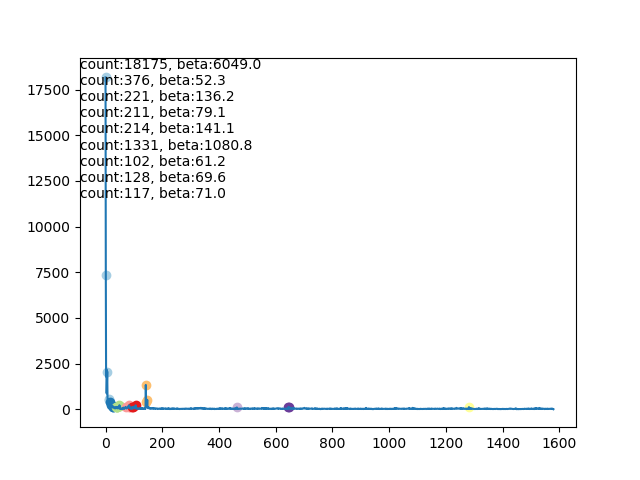 count:18175, beta:6049.0
count:376, beta:52.3
count:221, beta:136.2
count:211, beta:79.1
count:214, beta:141.1
count:1331, beta:1080.8
count:102, beta:61.2
count:128, beta:69.6
count:117, beta:71.0
17500
15000
12500
10000
7500
5000
2500
0
0 200 400 600 800 1000 1200 1400 1600